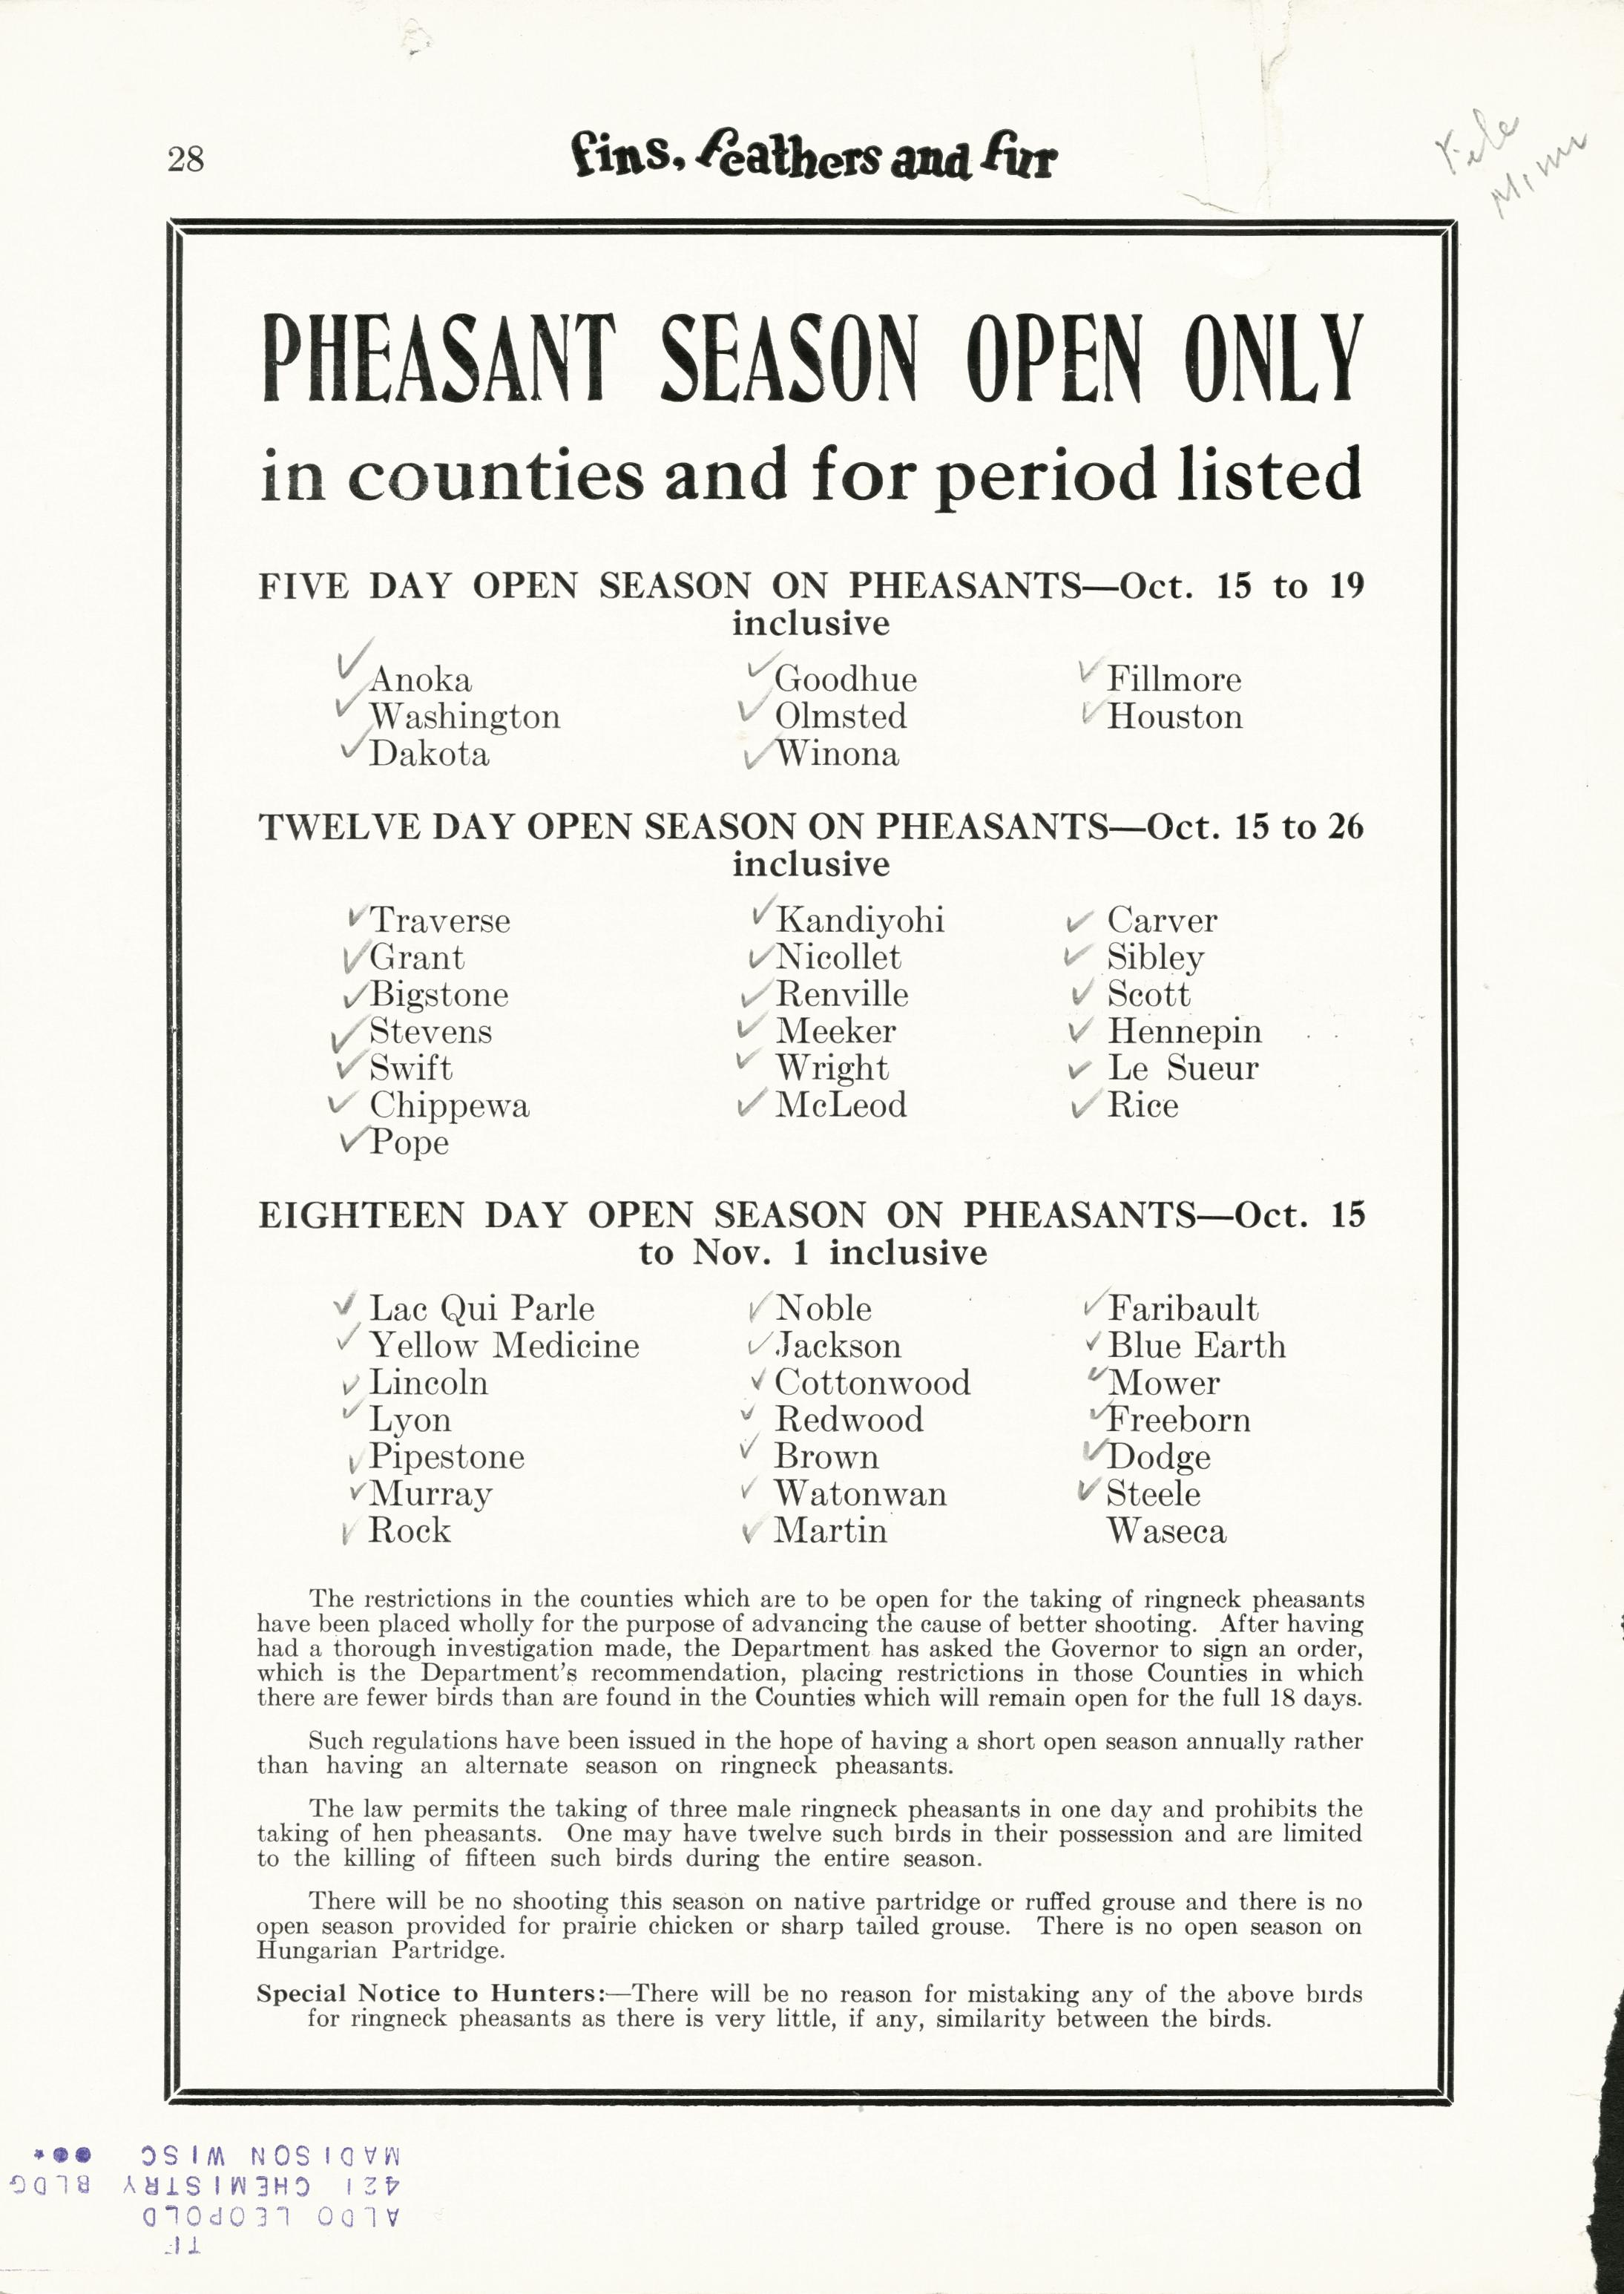 28
fins, feathers and fur
File
Minn
PHEASANT SEASON OPEN ONLY
in counties and for period listed
FIVE DAY OPEN SEASON ON PHEASANTS—Oct. 15 to 19
inclusive
✓Anoka ✓Goodhue ✓Fillmore
✓Washington ✓Olmsted ✓Houston
✓Dakota ✓Winona
TWELVE DAY OPEN SEASON ON PHEASANTS—Oct. 15 to 26
inclusive
✓Traverse ✓Kandiyohi ✓Carver
✓Grant ✓Nicollet ✓Sibley
✓Bigstone ✓Renville ✓Scott
✓Stevens ✓Meeker ✓Hennepin
✓Swift ✓Wright ✓Le Sueur
✓Chippewa ✓McLeod ✓Rice
✓Pope
EIGHTEEN DAY OPEN SEASON ON PHEASANTS—Oct. 15
to Nov. 1 inclusive
✓Lac Qui Parle ✓Noble ✓Faribault
✓Yellow Medicine ✓Jackson ✓Blue Earth
✓Lincoln ✓Cottonwood ✓Mower
✓Lyon ✓Redwood ✓Freeborn
✓Pipestone ✓Brown ✓Dodge
✓Murray ✓Watonwan ✓Steele
✓Rock ✓Martin Waseca
The restrictions in the counties which are to be open for the taking of ringneck pheasants
have been placed wholly for the purpose of advancing the cause of better shooting. After having
had a thorough investigation made, the Department has asked the Governor to sign an order,
which is the Department's recommendation, placing restrictions in those Counties in which
there are fewer birds than are found in the Counties which will remain open for the full 18 days.
Such regulations have been issued in the hope of having a short open season annually rather
than having an alternate season on ringneck pheasants.
The law permits the taking of three male ringneck pheasants in one day and prohibits the
taking of hen pheasants. One may have twelve such birds in their possession and are limited
to the killing of fifteen such birds during the entire season.
There will be no shooting this season on native partridge or ruffed grouse and there is no
open season provided for prairie chicken or sharp tailed grouse. There is no open season on
Hungarian Partridge.
Special Notice to Hunters:—There will be no reason for mistaking any of the above birds
for ringneck pheasants as there is very little, if any, similarity between the birds.
ALDO LEOPOLD
421 CHEMISTRY BLDG
MADISON WISC